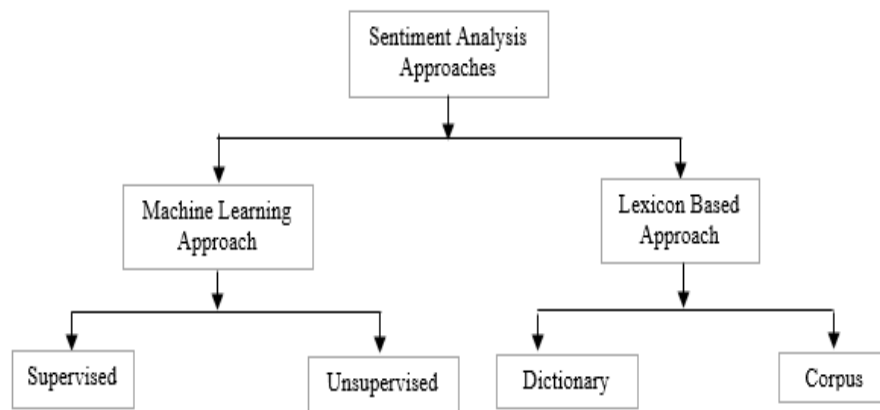 Sentiment Analysis
Approaches
Machine Learning
Approach
Lexicon Based
Approach
Supervised
Unsupervised
Dictionary
Corpus